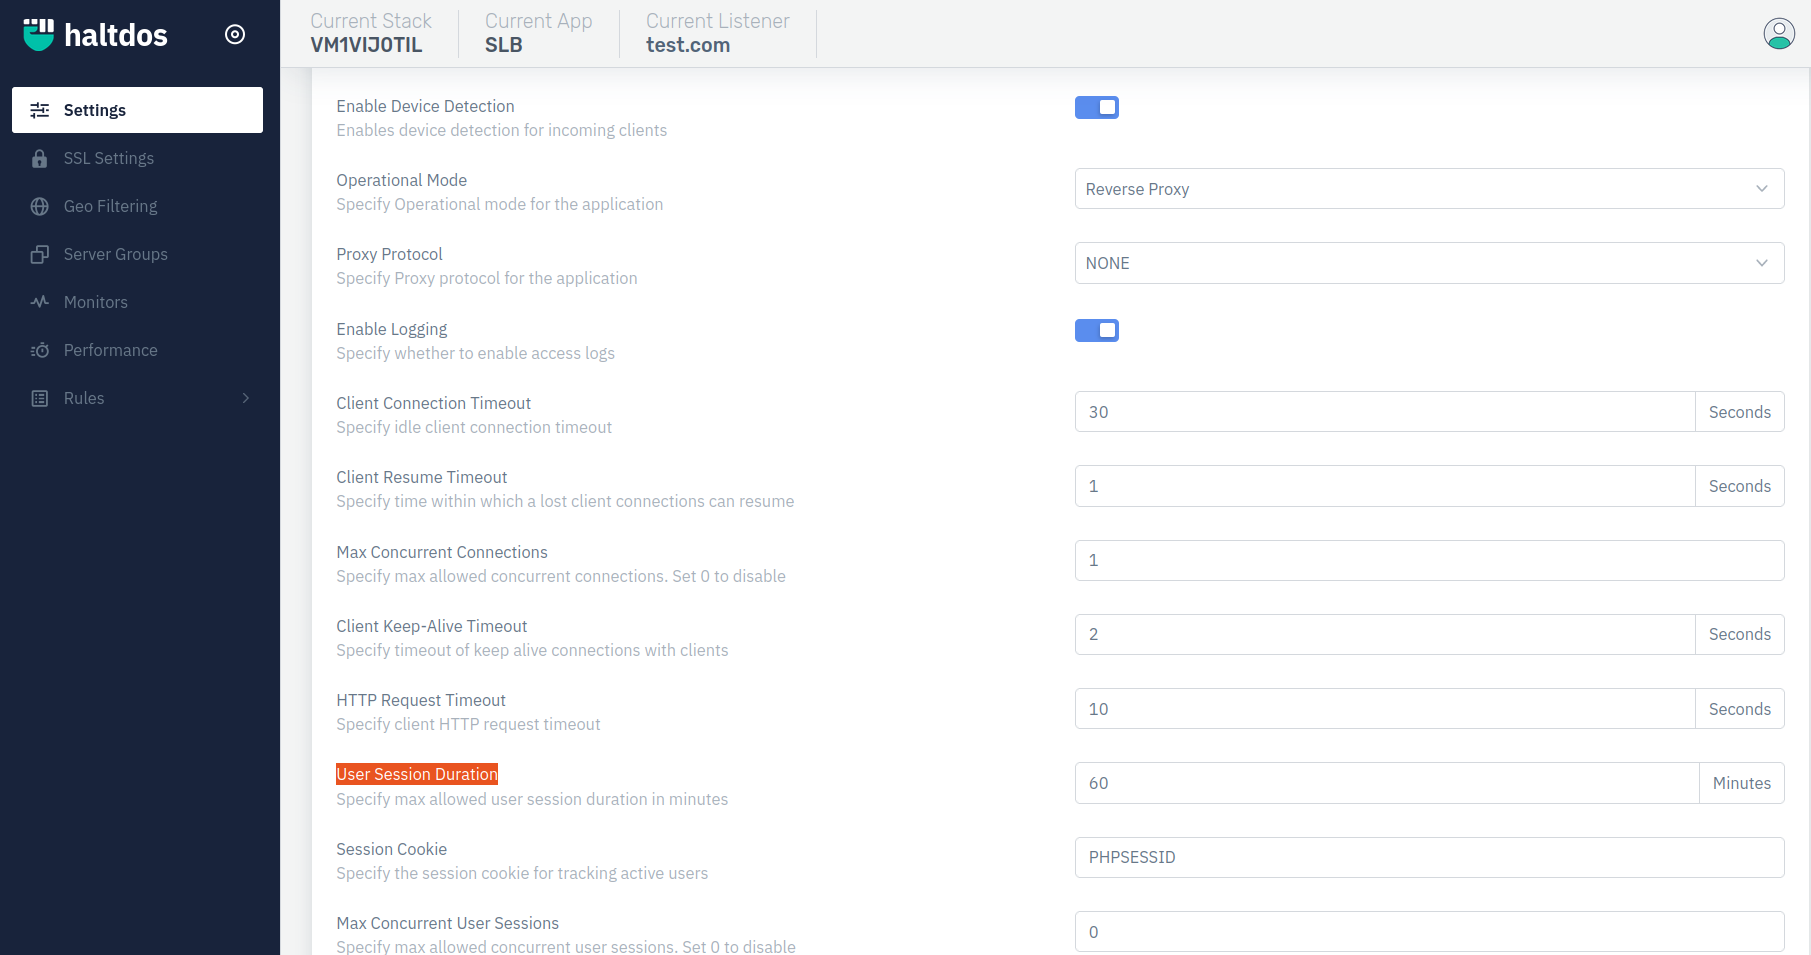 haltdos
Current Stack
VM1VIJ0TIL
Current App
SLB
Current Listener
test.com
Settings
SSL Settings
Geo Filtering
Server Groups
Monitors
Performance
Rules
Enable Device Detection
Enables device detection for incoming clients
Operational Mode
Specify Operational mode for the application
Reverse Proxy
Proxy Protocol
Specify Proxy protocol for the application
NONE
Enable Logging
Specify whether to enable access logs
Client Connection Timeout
Specify idle client connection timeout
30 Seconds
Client Resume Timeout
Specify time within which a lost client connections can resume
1 Seconds
Max Concurrent Connections
Specify max allowed concurrent connections. Set 0 to disable
1
Client Keep-Alive Timeout
Specify timeout of keep alive connections with clients
2 Seconds
HTTP Request Timeout
Specify client HTTP request timeout
10 Seconds
User Session Duration
Specify max allowed user session duration in minutes
60 Minutes
Session Cookie
Specify the session cookie for tracking active users
PHPSESSID
Max Concurrent User Sessions
Specify max allowed concurrent user sessions. Set 0 to disable
0